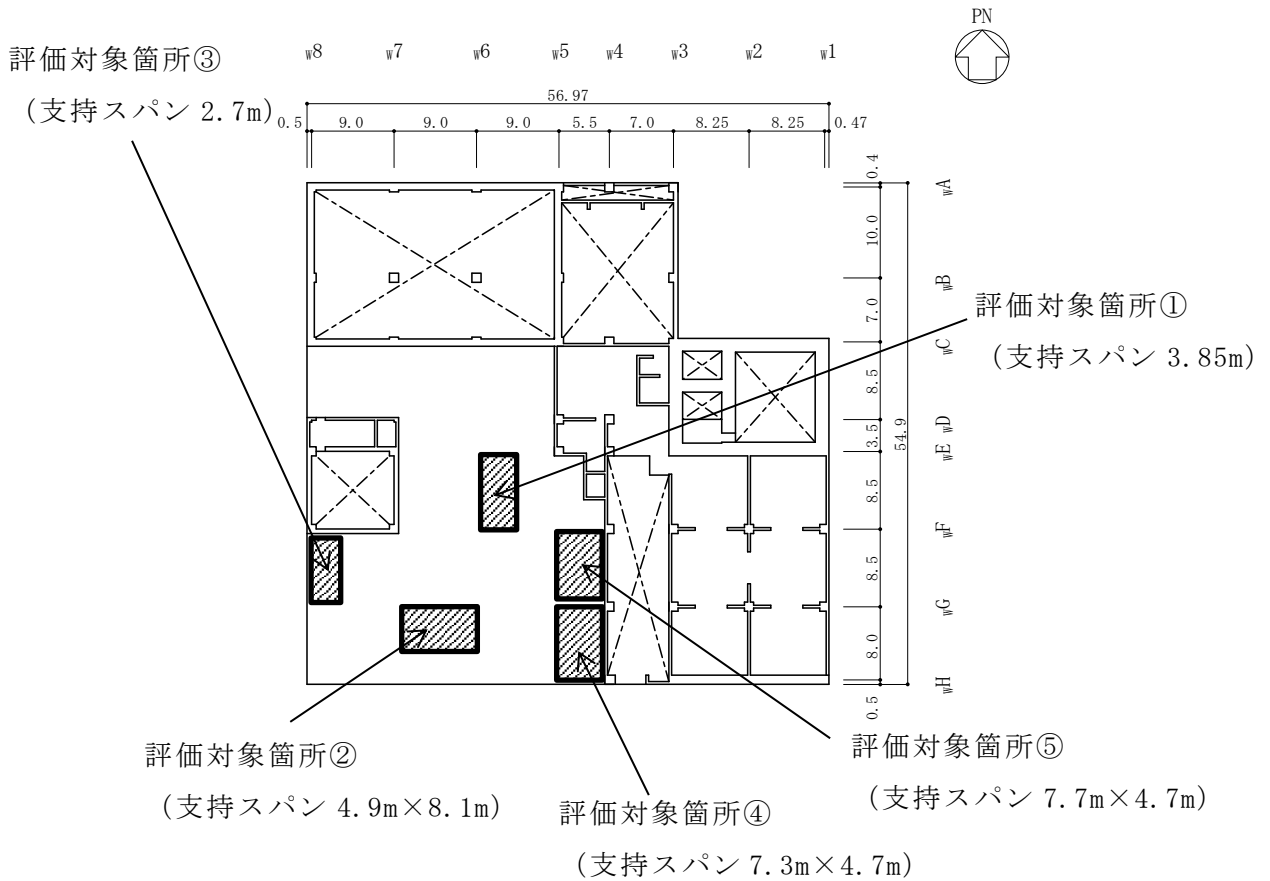 PN
評価対象箇所③
（支持スパン 2.7m）
w8 w7 w6 w5 w4 w3 w2 w1
56.97
0.5 9.0 9.0 9.0 5.5 7.0 8.25 8.25 0.47
0.4
wA
10.0
wB
7.0
wC
8.5
wD
3.5
wE
54.9
8.5
wF
8.5
wG
8.0
wH
0.5
評価対象箇所①
（支持スパン 3.85m）
評価対象箇所②
（支持スパン 4.9m×8.1m）
評価対象箇所⑤
（支持スパン 7.7m×4.7m）
評価対象箇所④
（支持スパン 7.3m×4.7m）